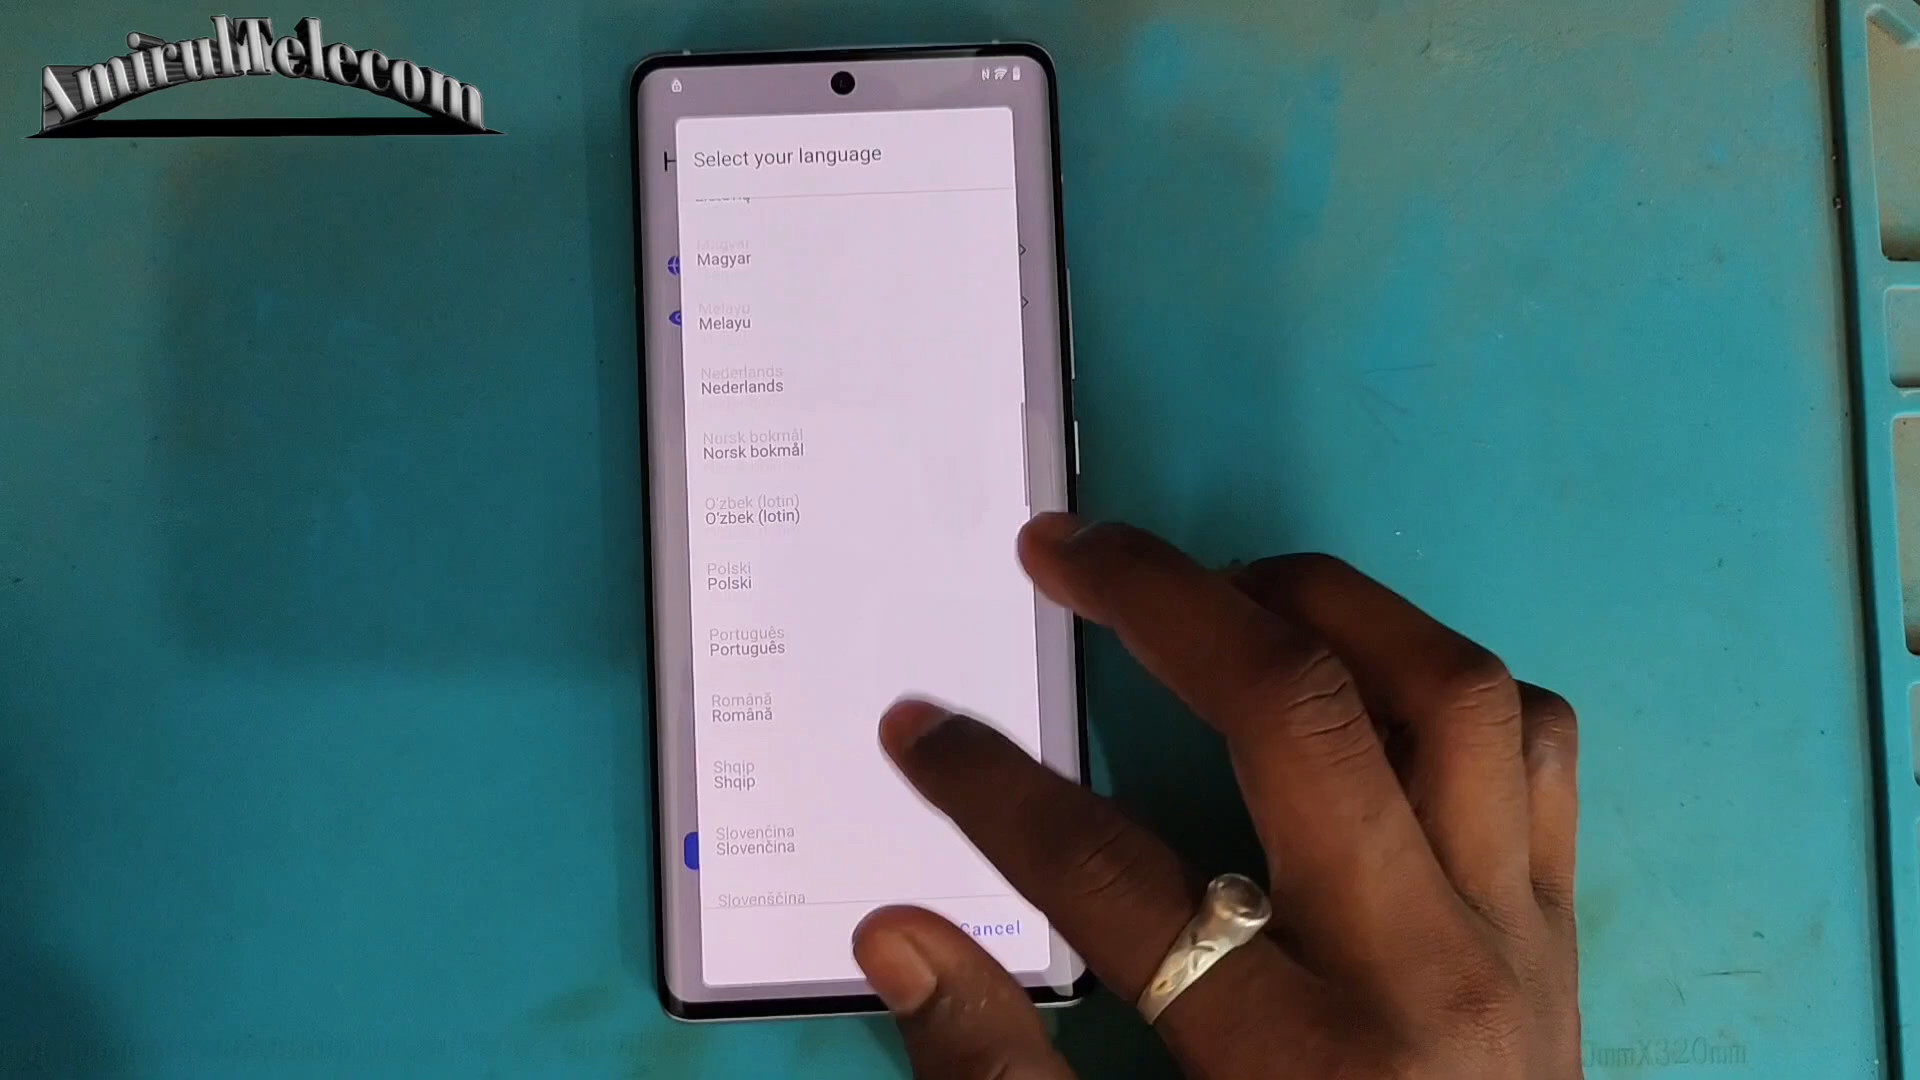 AmirulTelecom
Select your language
Magyar
Magyar
Melayu
Melayu
Nederlands
Nederlands
Norsk bokmål
Norsk bokmål
O'zbek (lotin)
O'zbek (lotin)
Polski
Polski
Português
Português
Română
Română
Shqip
Shqip
Slovenčina
Slovenčina
Slovenščina
Cancel
mmX320mm